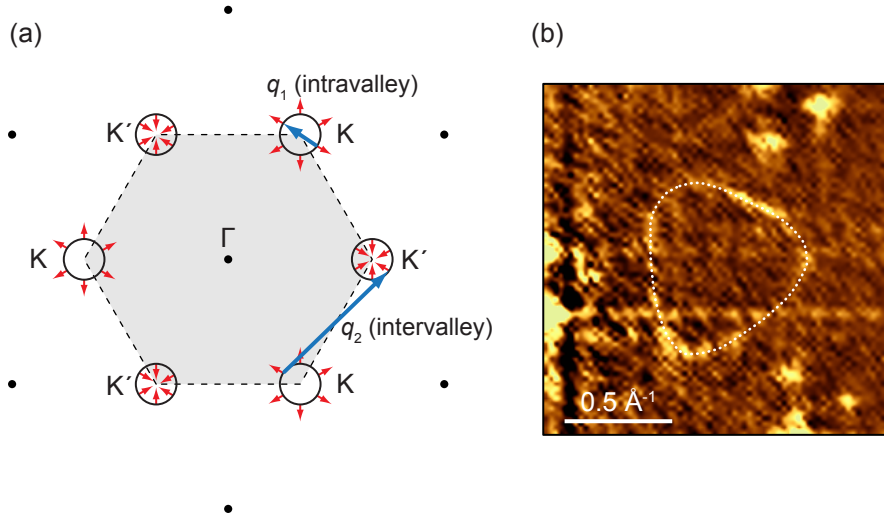 (a)
(b)
q1 (intravalley)
K´
K
Γ
K
K´
q2 (intervalley)
K´
K
0.5 Å-1